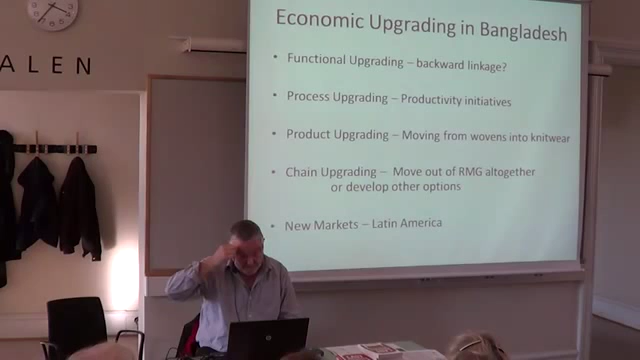 ALEN
Economic Upgrading in Bangladesh
• Functional Upgrading – backward linkage?
• Process Upgrading – Productivity initiatives
• Product Upgrading – Moving from wovens into knitwear
• Chain Upgrading – Move out of RMG altogether
or develop other options
• New Markets – Latin America